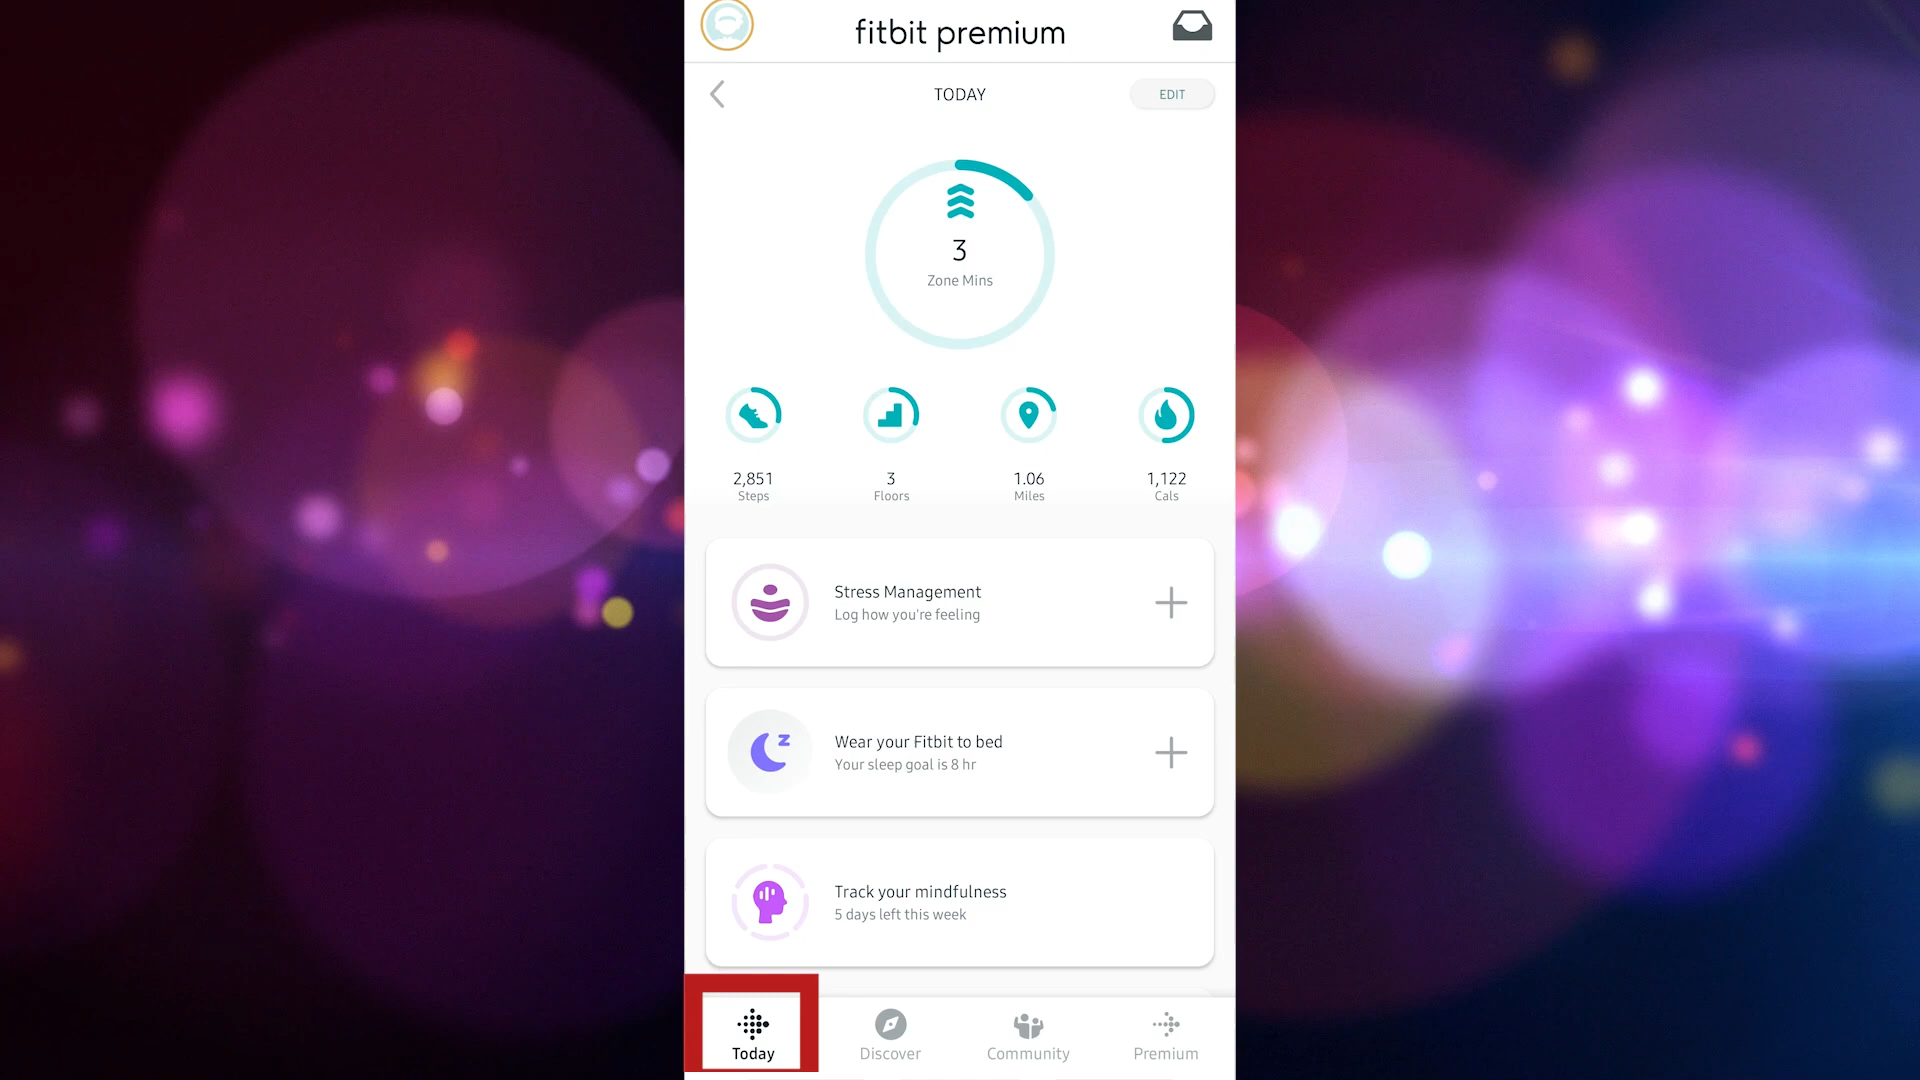 fitbit premium
TODAY
EDIT
3
Zone Mins
2,851
Steps
3
Floors
1.06
Miles
1,122
Cals
Stress Management
Log how you're feeling
Wear your Fitbit to bed
Your sleep goal is 8 hr
Track your mindfulness
5 days left this week
Today
Discover
Community
Premium